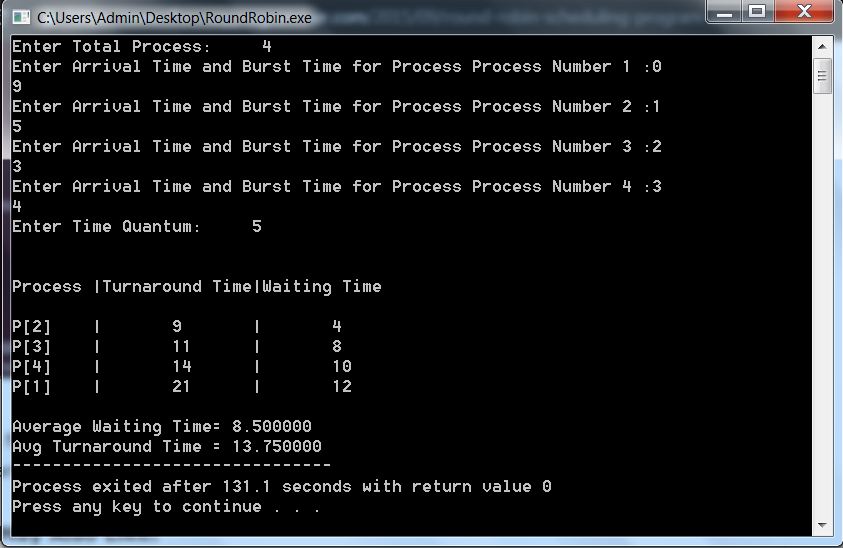 C:\Users\Admin\Desktop\RoundRobin.exe
Enter Total Process:     4
Enter Arrival Time and Burst Time for Process Process Number 1 :0
9
Enter Arrival Time and Burst Time for Process Process Number 2 :1
5
Enter Arrival Time and Burst Time for Process Process Number 3 :2
3
Enter Arrival Time and Burst Time for Process Process Number 4 :3
4
Enter Time Quantum:     5
Process |Turnaround Time|Waiting Time
P[2]    |       9       |       4
P[3]    |       11      |       8
P[4]    |       14      |       10
P[1]    |       21      |       12
Average Waiting Time= 8.500000
Avg Turnaround Time = 13.750000
--------------------------------
Process exited after 131.1 seconds with return value 0
Press any key to continue . . .